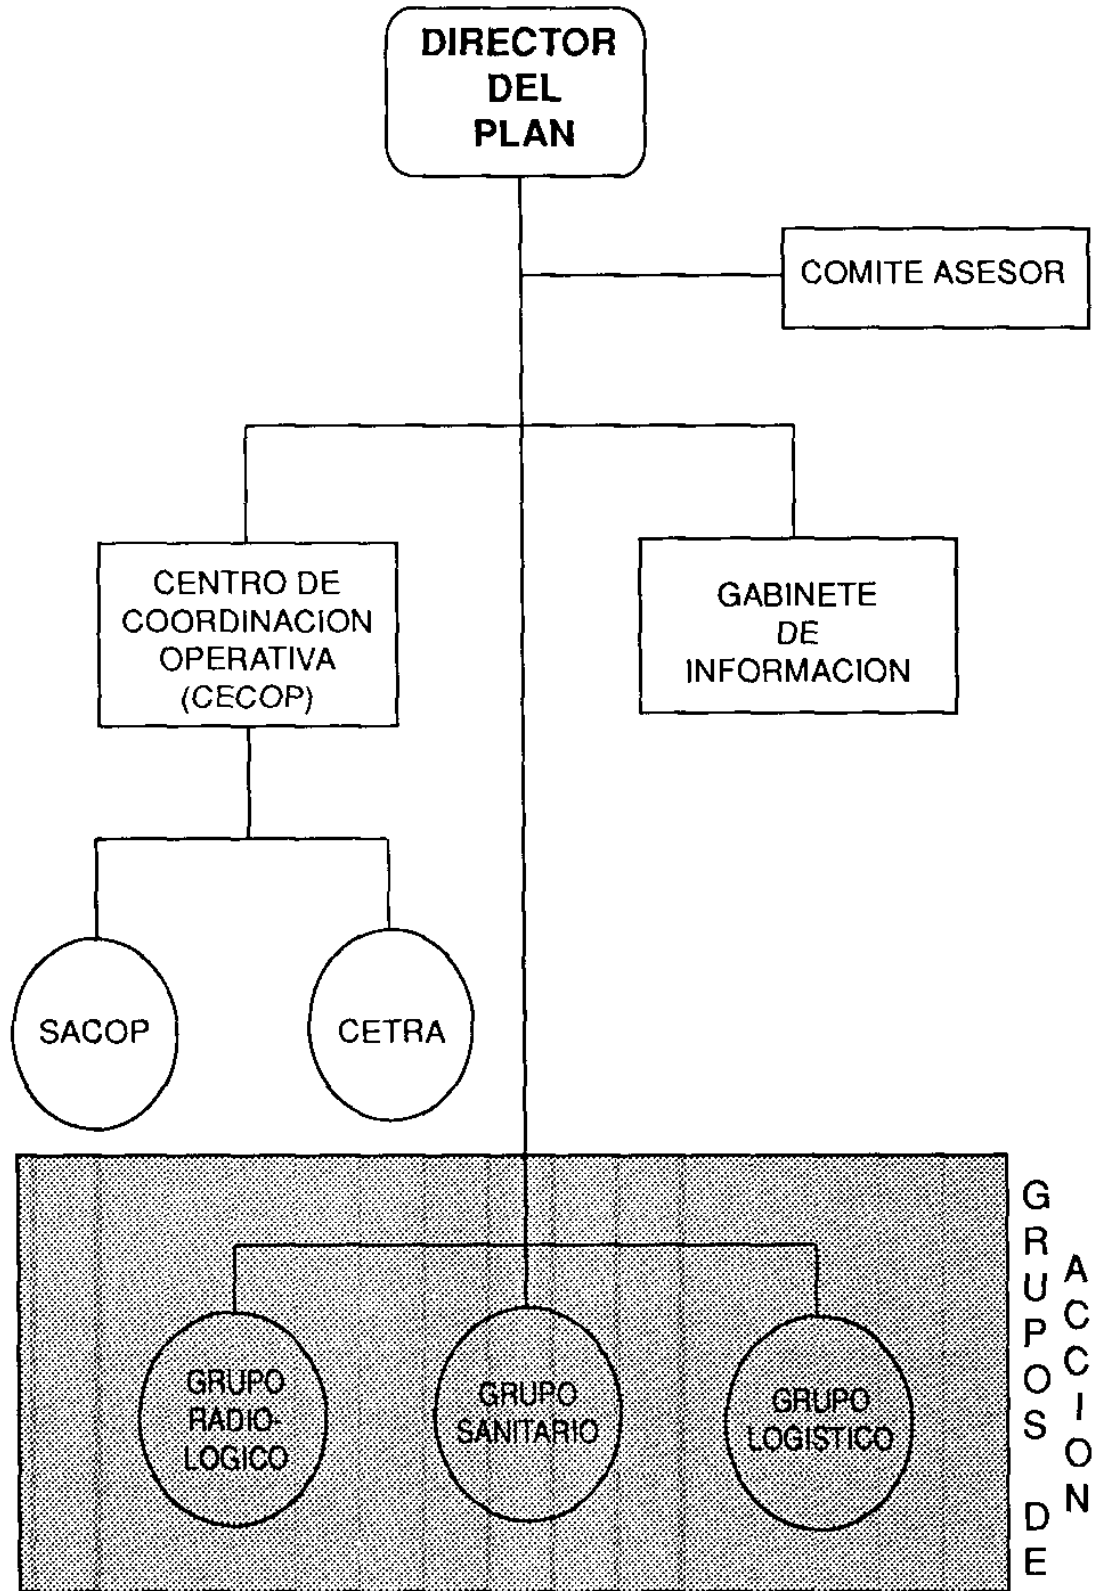 DIRECTOR
DEL
PLAN
COMITE ASESOR
CENTRO DE
COORDINACION
OPERATIVA
(CECOP)
GABINETE
DE
INFORMACION
SACOP
CETRA
GRUPO
RADIO-
LOGICO
GRUPO
SANITARIO
GRUPO
LOGISTICO
GRUPOS DE
ACCION